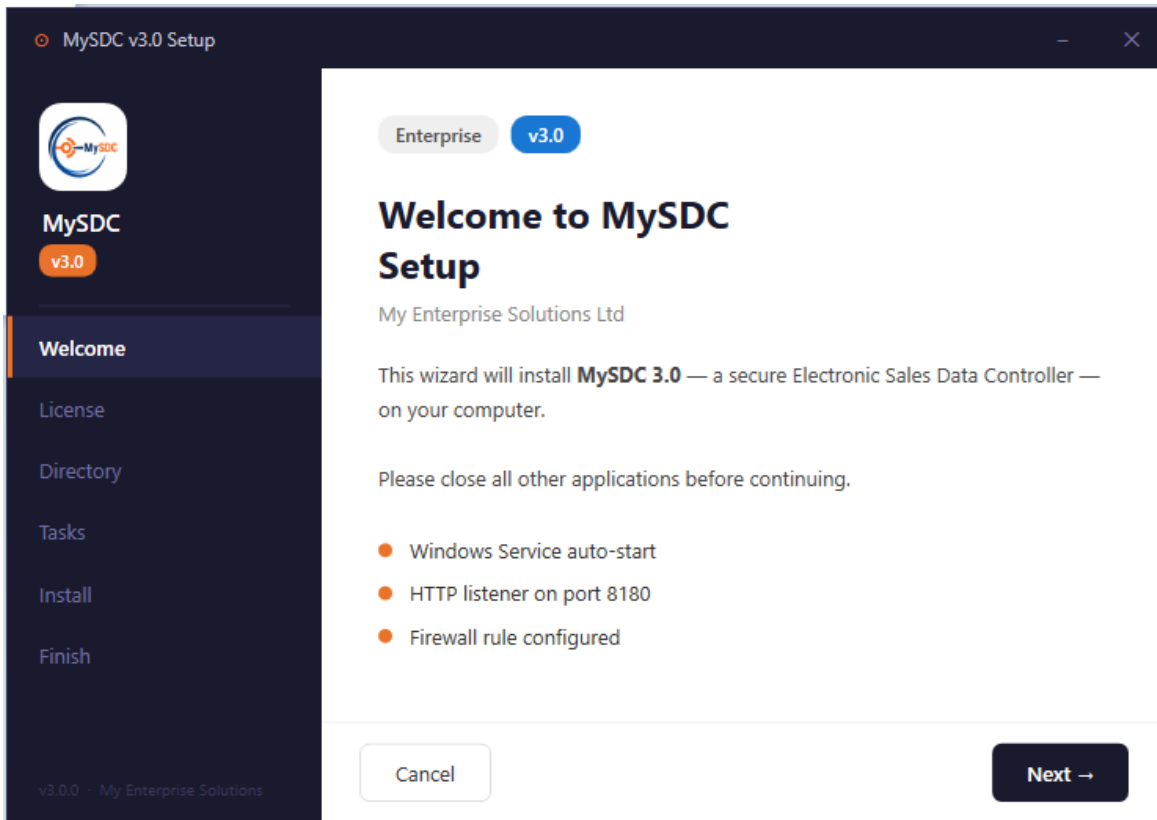 MySDC v3.0 Setup
MySDC
MySDC
v3.0
Welcome
License
Directory
Tasks
Install
Finish
v3.0.0 · My Enterprise Solutions
Enterprise
v3.0
Welcome to MySDC
Setup
My Enterprise Solutions Ltd
This wizard will install MySDC 3.0 — a secure Electronic Sales Data Controller —
on your computer.
Please close all other applications before continuing.
Windows Service auto-start
HTTP listener on port 8180
Firewall rule configured
Cancel
Next →